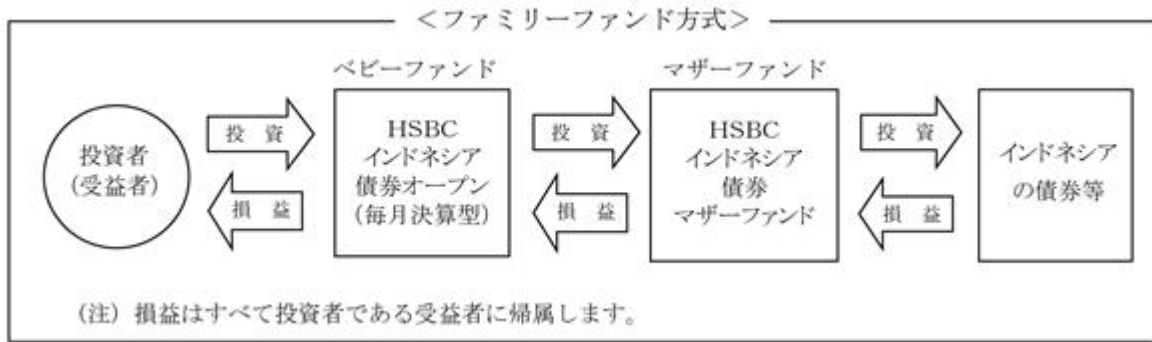 <ファミリーファンド方式>
ベビーファンド
マザーファンド
投資者
(受益者)
投 資
損 益
HSBC
インドネシア
債券オープン
(毎月決算型)
投 資
損 益
HSBC
インドネシア
債券
マザーファンド
投 資
損 益
インドネシア
の債券等
(注) 損益はすべて投資者である受益者に帰属します。